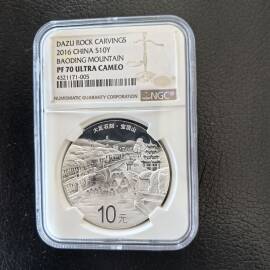 DAZU ROCK CARVINGS
2016 CHINA S10Y
BAODING MOUNTAIN
PF 70 ULTRA CAMEO
4321171-005
NUMISMATIC GUARANTY CORPORATION
NGC
大足石刻·宝顶山
10元